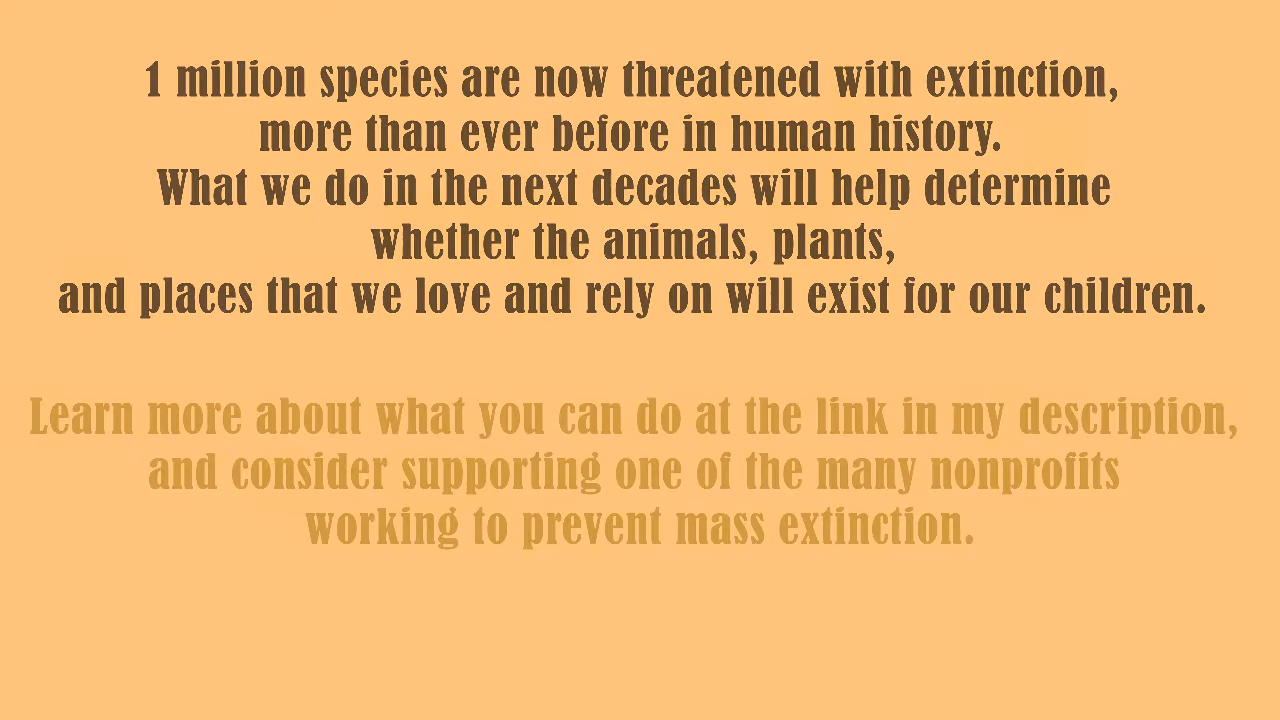 1 million species are now threatened with extinction,
more than ever before in human history.
What we do in the next decades will help determine
whether the animals, plants,
and places that we love and rely on will exist for our children.
Learn more about what you can do at the link in my description,
and consider supporting one of the many nonprofits
working to prevent mass extinction.